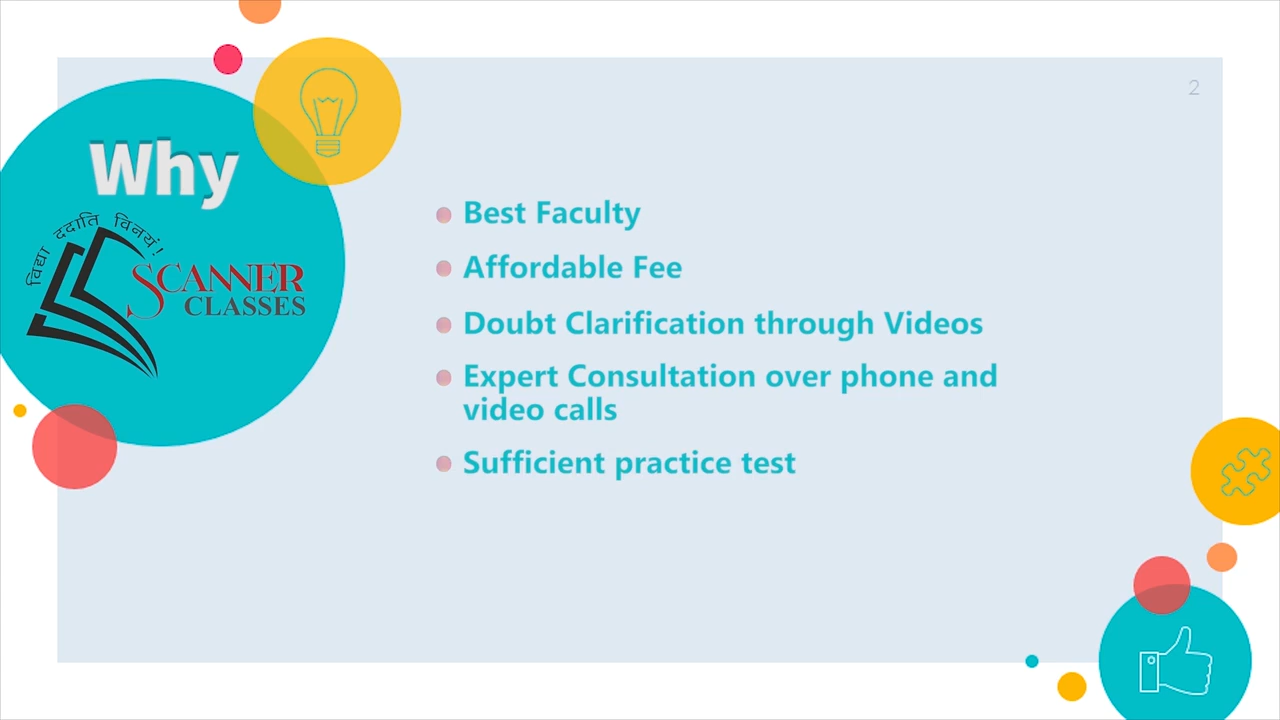 Why
विद्या ददाति विनयं!
SCANNER
CLASSES
2
Best Faculty
Affordable Fee
Doubt Clarification through Videos
Expert Consultation over phone and
video calls
Sufficient practice test